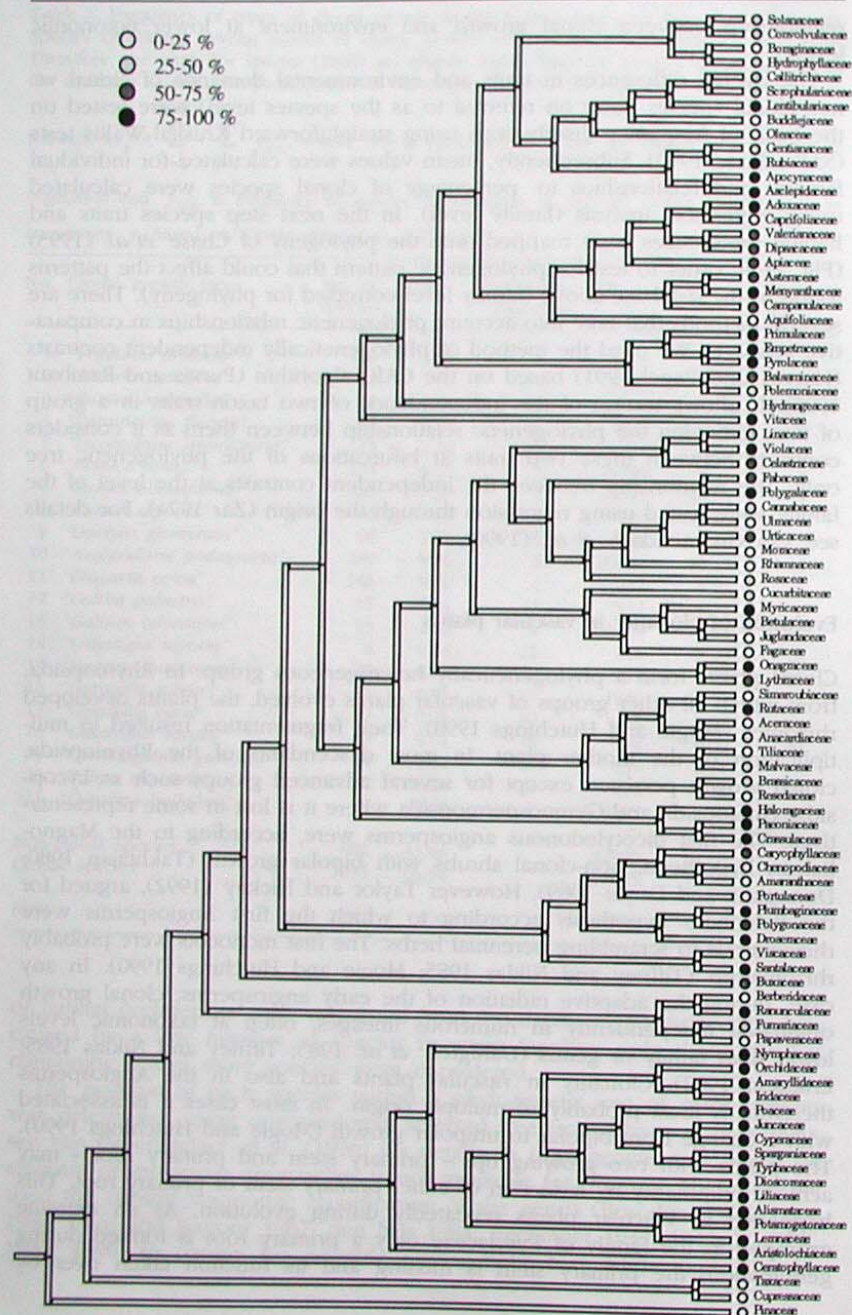 0-25 %
25-50 %
50-75 %
75-100 %
Solanaceae
Convolvulaceae
Boraginaceae
Hydrophyllaceae
Callitrichaceae
Scrophulariaceae
Lentibulariaceae
Buddlejaceae
Oleaceae
Gentianaceae
Rubiaceae
Apocynaceae
Asclepiadaceae
Adoxaceae
Caprifoliaceae
Valerianaceae
Dipsacaceae
Apiaceae
Asteraceae
Menyanthaceae
Campanulaceae
Aquifoliaceae
Primulaceae
Empetraceae
Pyrolaceae
Balsaminaceae
Polemoniaceae
Hydrangeaceae
Vitaceae
Linaceae
Violaceae
Celastraceae
Fabaceae
Polygalaceae
Cannabaceae
Ulmaceae
Urticaceae
Moraceae
Rhamnaceae
Rosaceae
Cucurbitaceae
Myricaceae
Betulaceae
Juglandaceae
Fagaceae
Onagraceae
Lythraceae
Simaroubiaceae
Rutaceae
Aceraceae
Anacardiaceae
Tiliaceae
Malvaceae
Brassicaceae
Resedaceae
Haloragaceae
Paeoniaceae
Crassulaceae
Caryophyllaceae
Chenopodiaceae
Amaranthaceae
Portulaceae
Plumbaginaceae
Polygonaceae
Droseraceae
Viscaceae
Santalaceae
Buxaceae
Berberidaceae
Ranunculaceae
Fumariaceae
Papaveraceae
Nymphaceae
Orchidaceae
Amaryllidaceae
Iridaceae
Poaceae
Juncaceae
Cyperaceae
Sparganiaceae
Typhaceae
Dioscoraceae
Liliaceae
Alismataceae
Potamogetonaceae
Lemnaceae
Aristolochiaceae
Ceratophyllaceae
Taxaceae
Cupressaceae
Pinaceae